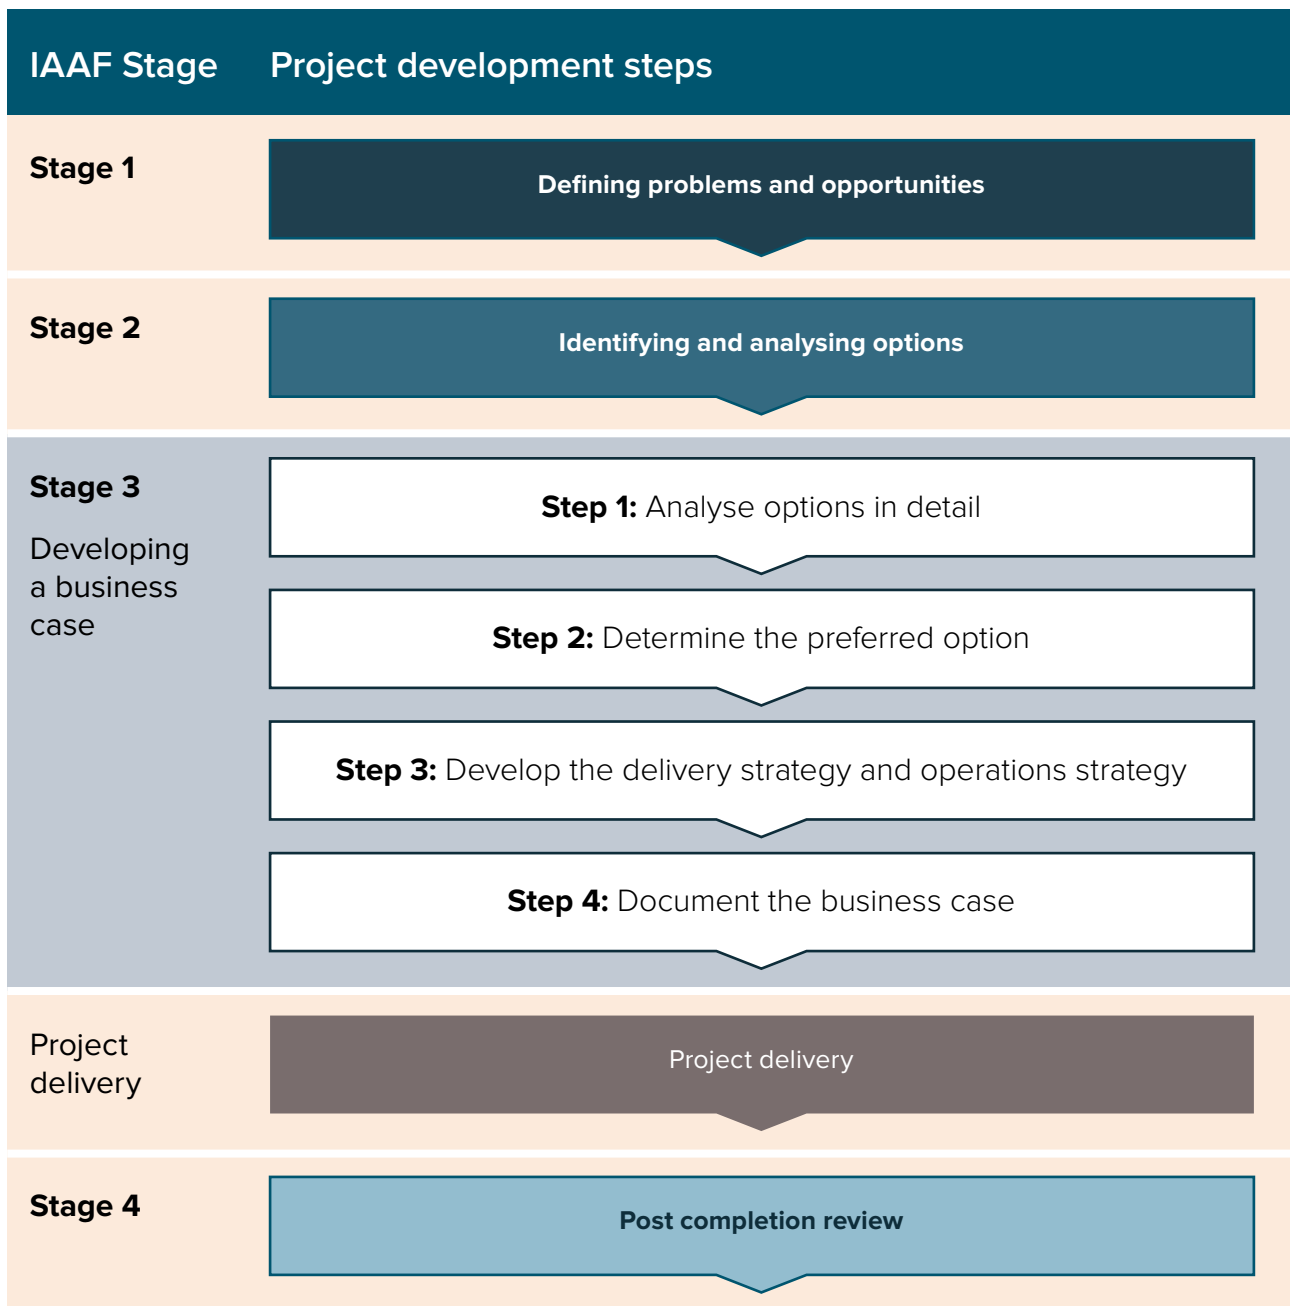 IAAF Stage
Project development steps
Stage 1
Defining problems and opportunities
Stage 2
Identifying and analysing options
Stage 3
Developing
a business
case
Step 1: Analyse options in detail
Step 2: Determine the preferred option
Step 3: Develop the delivery strategy and operations strategy
Step 4: Document the business case
Project
delivery
Project delivery
Stage 4
Post completion review